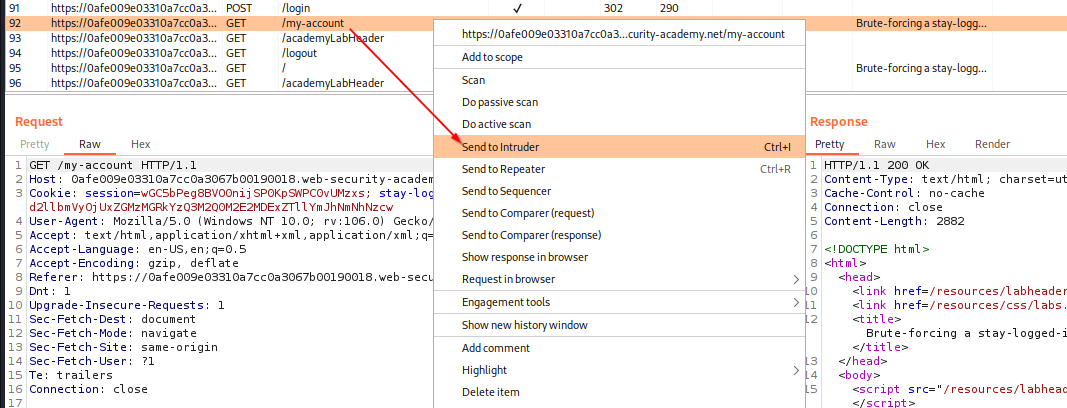 91 https://0afe009e03310a7cc0a3... POST /login ✓ 302 290
92 https://0afe009e03310a7cc0a3... GET /my-account Brute-forcing a stay-logg...
93 https://0afe009e03310a7cc0a3... GET /academyLabHeader
94 https://0afe009e03310a7cc0a3... GET /logout
95 https://0afe009e03310a7cc0a3... GET / Brute-forcing a stay-logg...
96 https://0afe009e03310a7cc0a3... GET /academyLabHeader
https://0afe009e03310a7cc0a3...curity-academy.net/my-account
Add to scope
Scan
Do passive scan
Do active scan
Send to Intruder Ctrl+I
Send to Repeater Ctrl+R
Send to Sequencer
Send to Comparer (request)
Send to Comparer (response)
Show response in browser
Request in browser
Engagement tools
Show new history window
Add comment
Highlight
Delete item
Request
Pretty Raw Hex
1 GET /my-account HTTP/1.1
2 Host: 0afe009e03310a7cc0a3067b00190018.web-security-academy
3 Cookie: session=wGC5bPeg8BVO0nijSP0KpSWPC0vUMzxs; stay-log
d2llbmVyOjUxZGMzMGRkYzQ3M2Q0M2E2MDExZTllYmJhNmNhNzcw
4 User-Agent: Mozilla/5.0 (Windows NT 10.0; rv:106.0) Gecko/
5 Accept: text/html,application/xhtml+xml,application/xml;q=
6 Accept-Language: en-US,en;q=0.5
7 Accept-Encoding: gzip, deflate
8 Referer: https://0afe009e03310a7cc0a3067b00190018.web-secu
9 Dnt: 1
10 Upgrade-Insecure-Requests: 1
11 Sec-Fetch-Dest: document
12 Sec-Fetch-Mode: navigate
13 Sec-Fetch-Site: same-origin
14 Sec-Fetch-User: ?1
15 Te: trailers
16 Connection: close
17
Response
Pretty Raw Hex Render
1 HTTP/1.1 200 OK
2 Content-Type: text/html; charset=ut
3 Cache-Control: no-cache
4 Connection: close
5 Content-Length: 2882
6
7 <!DOCTYPE html>
8 <html>
9 <head>
10 <link href=/resources/labheader
11 <link href=/resources/css/labs.
12 <title>
Brute-forcing a stay-logged-i
</title>
13 </head>
14 <body>
15 <script src="/resources/labhead
</script>